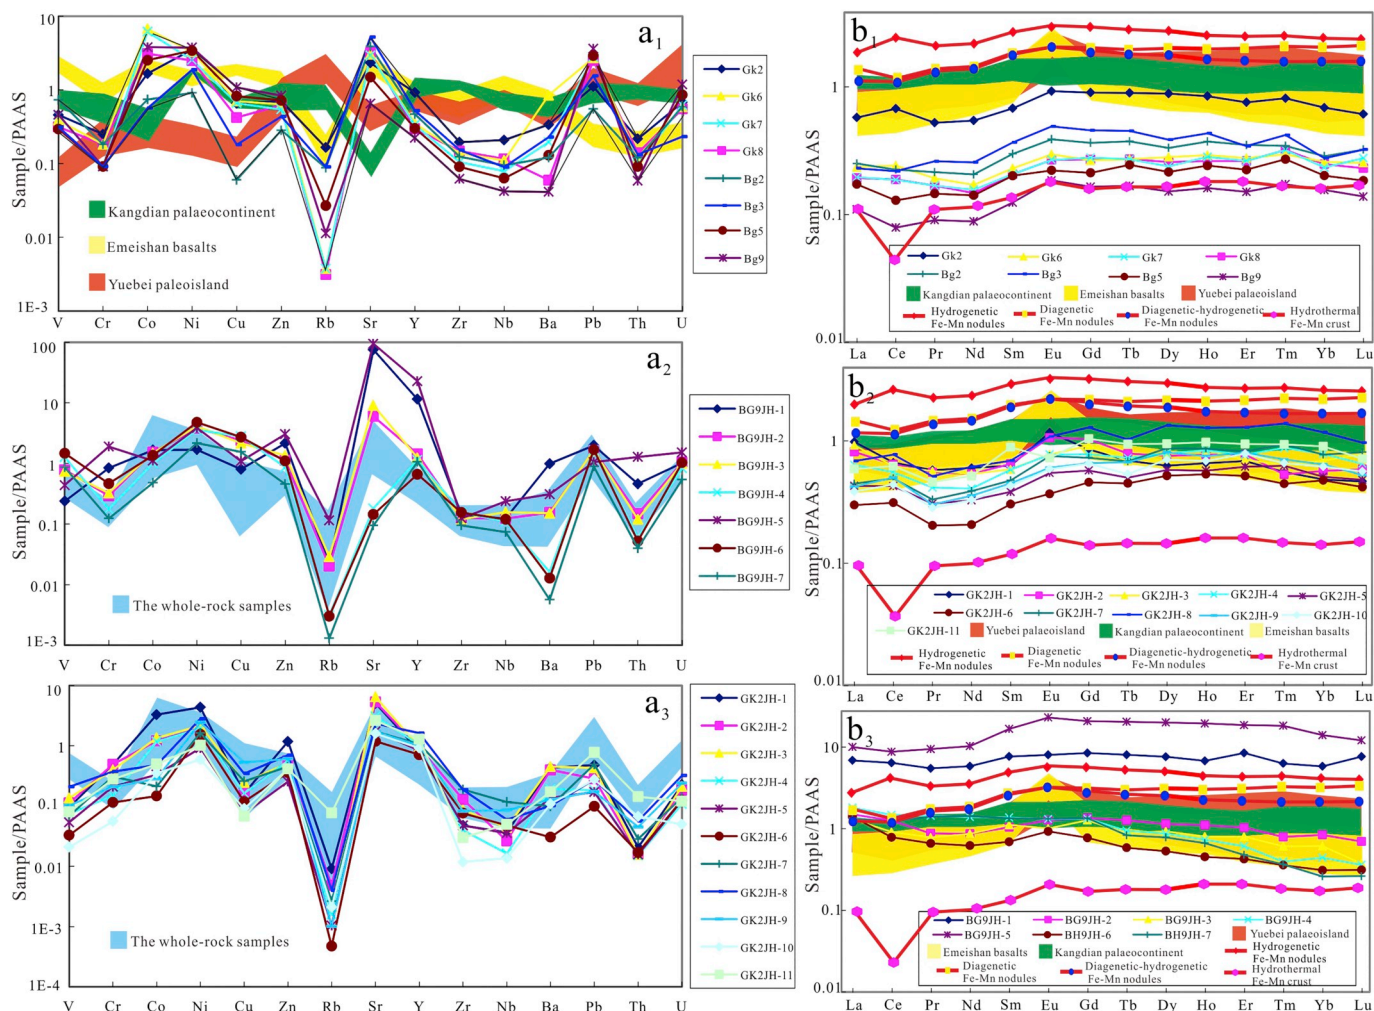 a1
Sample/PAAS
10
1
0.1
0.01
1E-3
Kangdian palaeocontinent
Emeishan basalts
Yuebei paleoisland
V Cr Co Ni Cu Zn Rb Sr Y Zr Nb Ba Pb Th U
Gk2
Gk6
Gk7
Gk8
Bg2
Bg3
Bg5
Bg9
b1
Sample/PAAS
1
0.1
0.01
Gk2 Gk6 Gk7 Gk8
Bg2 Bg3 Bg5 Bg9
Kangdian palaeocontinent Emeishan basalts Yuebei palaeoisland
Hydrogenetic Diagenetic Diagenetic-hydrogenetic Hydrothermal
Fe-Mn nodules Fe-Mn nodules Fe-Mn nodules Fe-Mn crust
La Ce Pr Nd Sm Eu Gd Tb Dy Ho Er Tm Yb Lu
a2
Sample/PAAS
100
10
1
0.1
0.01
1E-3
The whole-rock samples
V Cr Co Ni Cu Zn Rb Sr Y Zr Nb Ba Pb Th U
BG9JH-1
BG9JH-2
BG9JH-3
BG9JH-4
BG9JH-5
BG9JH-6
BG9JH-7
b2
Sample/PAAS
1
0.1
0.01
GK2JH-1 GK2JH-2 GK2JH-3 GK2JH-4 GK2JH-5
GK2JH-6 GK2JH-7 GK2JH-8 GK2JH-9 GK2JH-10
GK2JH-11 Yuebei palaeoisland Kangdian palaeocontinent Emeishan basalts
Hydrogenetic Diagenetic Diagenetic-hydrogenetic Hydrothermal
Fe-Mn nodules Fe-Mn nodules Fe-Mn nodules Fe-Mn crust
La Ce Pr Nd Sm Eu Gd Tb Dy Ho Er Tm Yb Lu
a3
Sample/PAAS
10
1
0.1
0.01
1E-3
1E-4
The whole-rock samples
V Cr Co Ni Cu Zn Rb Sr Y Zr Nb Ba Pb Th U
GK2JH-1
GK2JH-2
GK2JH-3
GK2JH-4
GK2JH-5
GK2JH-6
GK2JH-7
GK2JH-8
GK2JH-9
GK2JH-10
GK2JH-11
b3
Sample/PAAS
10
1
0.1
0.01
BG9JH-1 BG9JH-2 BG9JH-3 BG9JH-4
BG9JH-5 BH9JH-6 BH9JH-7 Yuebei palaeoisland
Emeishan basalts Kangdian palaeocontinent Hydrogenetic
Fe-Mn nodules
Diagenetic Diagenetic-hydrogenetic Hydrothermal
Fe-Mn nodules Fe-Mn nodules Fe-Mn crust
La Ce Pr Nd Sm Eu Gd Tb Dy Ho Er Tm Yb Lu